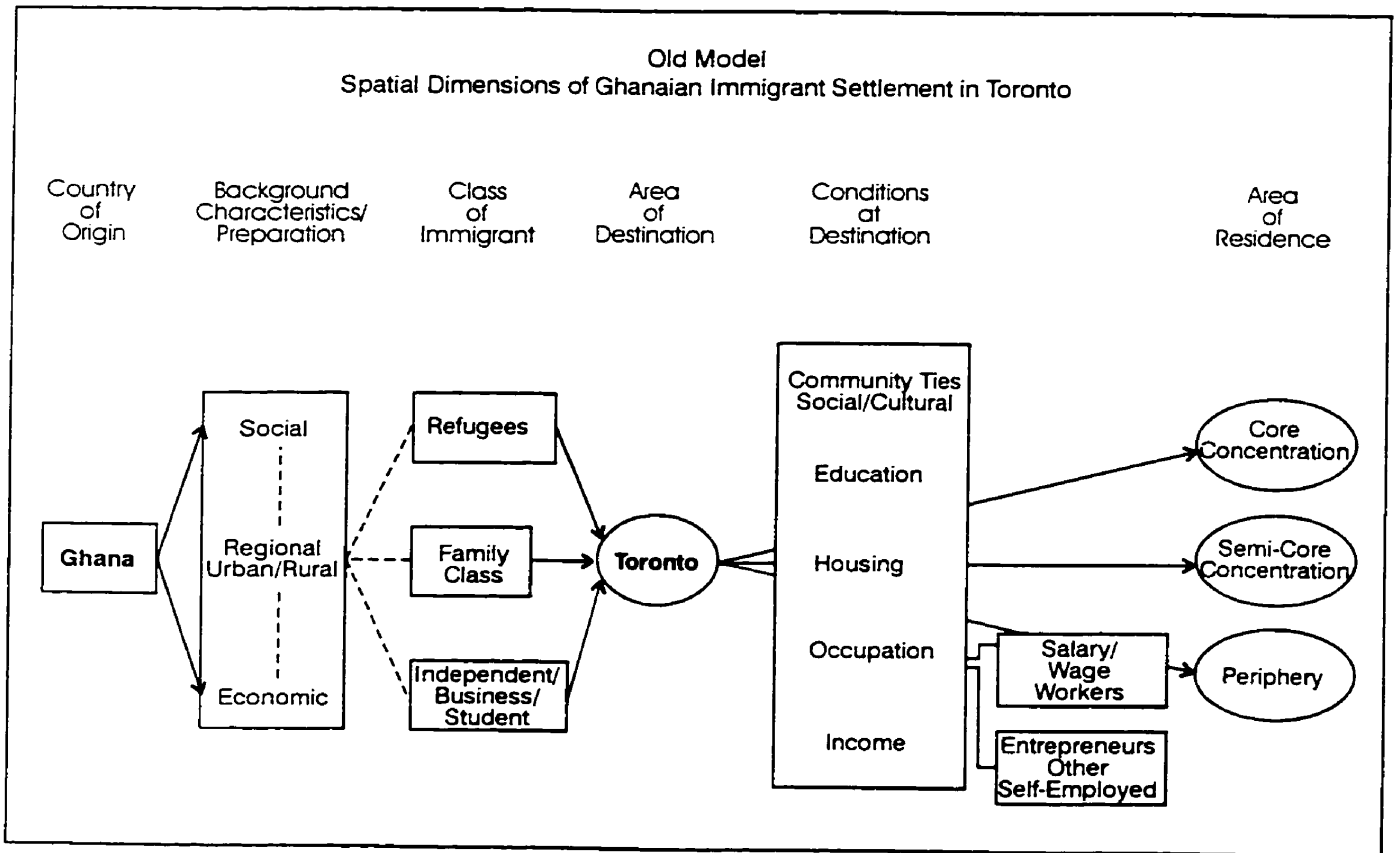 Old Model
Spatial Dimensions of Ghanaian Immigrant Settlement in Toronto
Country
of
Origin
Background
Characteristics/
Preparation
Class
of
Immigrant
Area
of
Destination
Conditions
at
Destination
Area
of
Residence
Ghana
Social
Regional
Urban/Rural
Economic
Refugees
Family
Class
Independent/
Business/
Student
Toronto
Community Ties
Social/Cultural
Education
Housing
Occupation
Income
Salary/
Wage
Workers
Entrepreneurs
Other
Self-Employed
Core
Concentration
Semi-Core
Concentration
Periphery